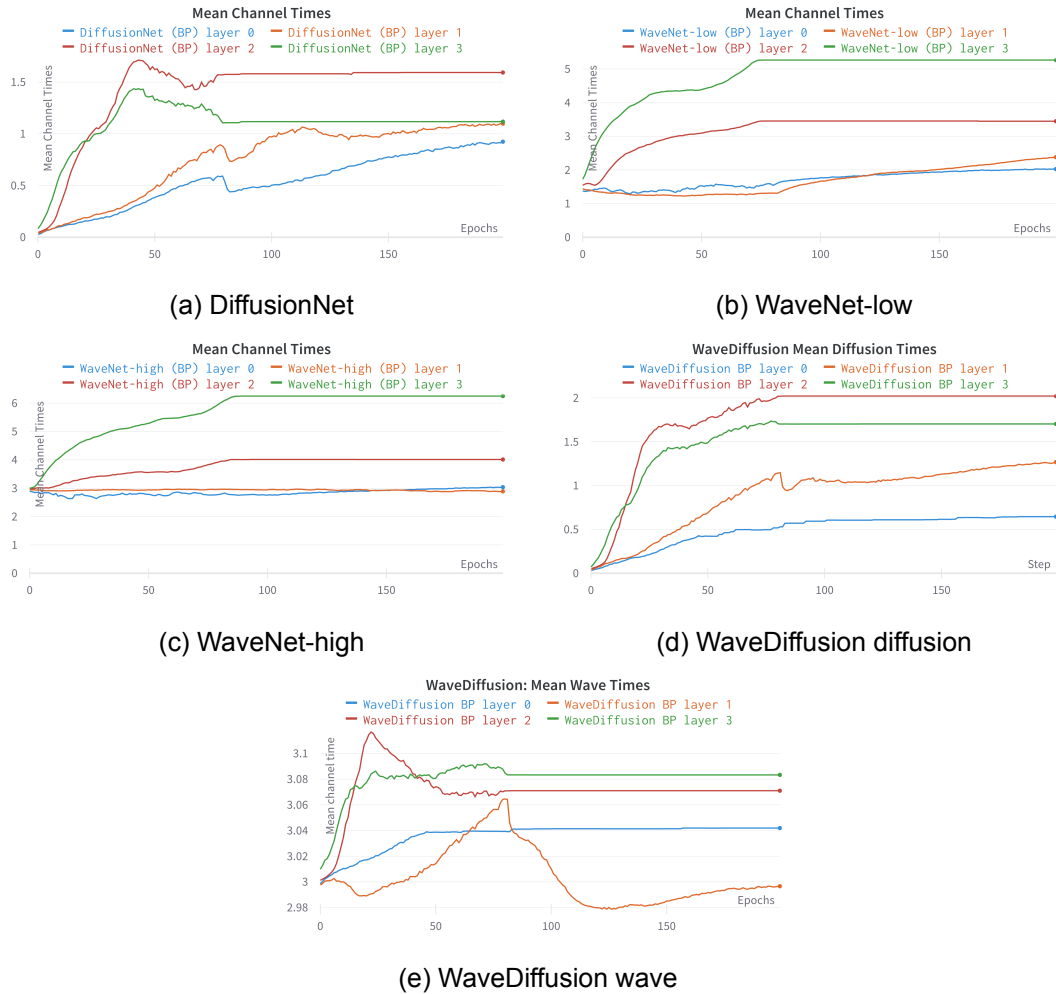 Mean Channel Times
DiffusionNet (BP) layer 0 DiffusionNet (BP) layer 1
DiffusionNet (BP) layer 2 DiffusionNet (BP) layer 3
Mean Channel Times
1.5
1
0.5
0
Epochs
0 50 100 150
(a) DiffusionNet
Mean Channel Times
WaveNet-low (BP) layer 0 WaveNet-low (BP) layer 1
WaveNet-low (BP) layer 2 WaveNet-low (BP) layer 3
Mean Channel Times
5
4
3
2
1
0
Epochs
0 50 100 150
(b) WaveNet-low
Mean Channel Times
WaveNet-high (BP) layer 0 WaveNet-high (BP) layer 1
WaveNet-high (BP) layer 2 WaveNet-high (BP) layer 3
Mean Channel Times
6
5
4
3
2
1
0
Epochs
0 50 100 150
(c) WaveNet-high
WaveDiffusion Mean Diffusion Times
WaveDiffusion BP layer 0 WaveDiffusion BP layer 1
WaveDiffusion BP layer 2 WaveDiffusion BP layer 3
2
1.5
1
0.5
0
Step
0 50 100 150
(d) WaveDiffusion diffusion
WaveDiffusion: Mean Wave Times
WaveDiffusion BP layer 0 WaveDiffusion BP layer 1
WaveDiffusion BP layer 2 WaveDiffusion BP layer 3
Mean channel time
3.1
3.08
3.06
3.04
3.02
3
2.98
Epochs
0 50 100 150
(e) WaveDiffusion wave